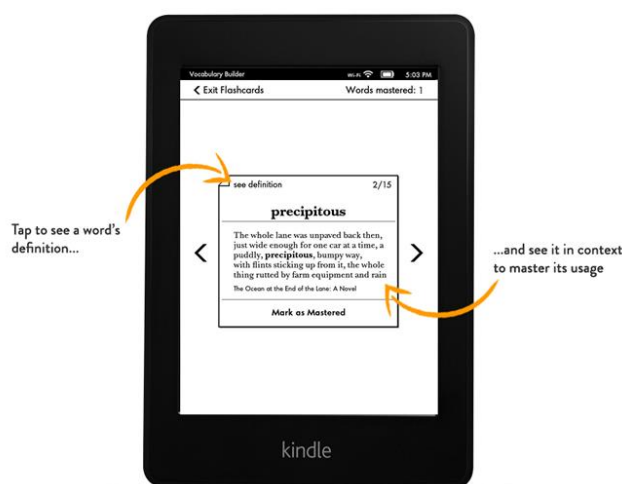 Vocabulary Builder
Wi-Fi 5:03 PM
Exit Flashcards Words mastered: 1
see definition 2/15
precipitous
The whole lane was unpaved back then,
just wide enough for one car at a time, a
puddly, precipitous, bumpy way,
with flints sticking up from it, the whole
thing rutted by farm equipment and rain
The Ocean at the End of the Lane: A Novel
Mark as Mastered
Tap to see a word's
definition...
...and see it in context
to master its usage
kindle